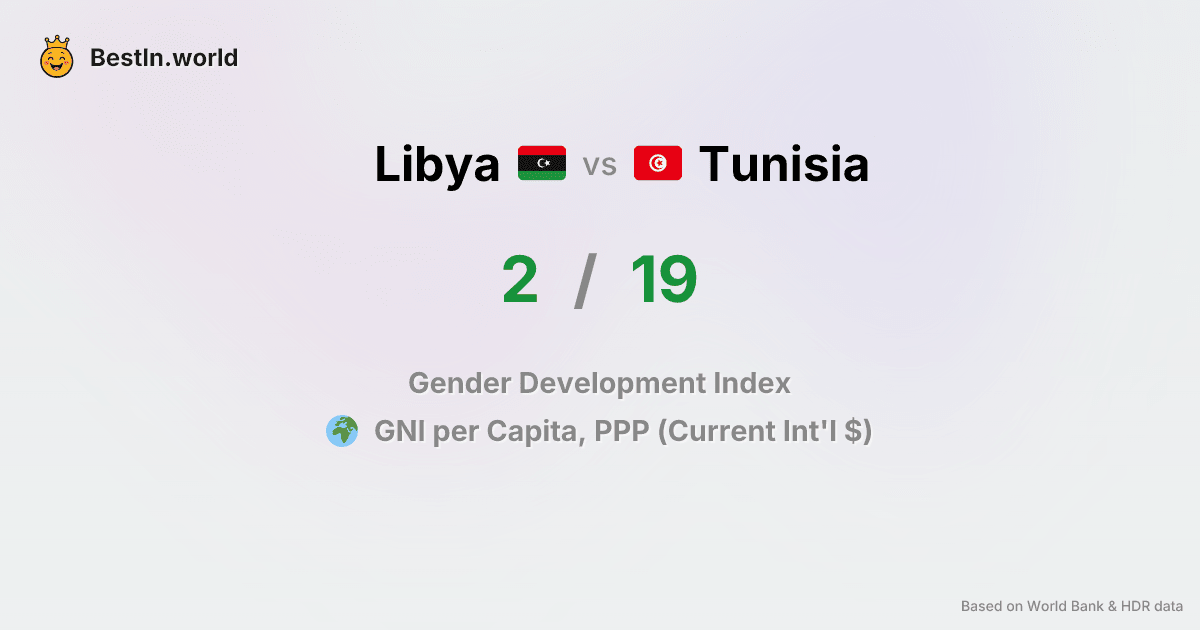 BestIn.world
Libya vs Tunisia
2 / 19
Gender Development Index
GNI per Capita, PPP (Current Int'l $)
Based on World Bank & HDR data